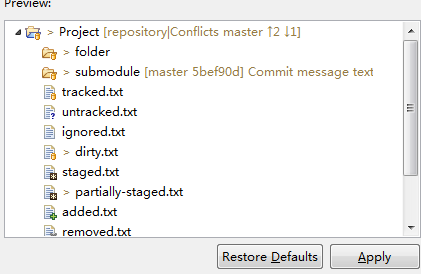 Preview:
> Project [repository|Conflicts master ↑2 ↓1]
> folder
> submodule [master 5bef90d] Commit message text
tracked.txt
untracked.txt
ignored.txt
> dirty.txt
staged.txt
> partially-staged.txt
added.txt
removed.txt
Restore Defaults
Apply